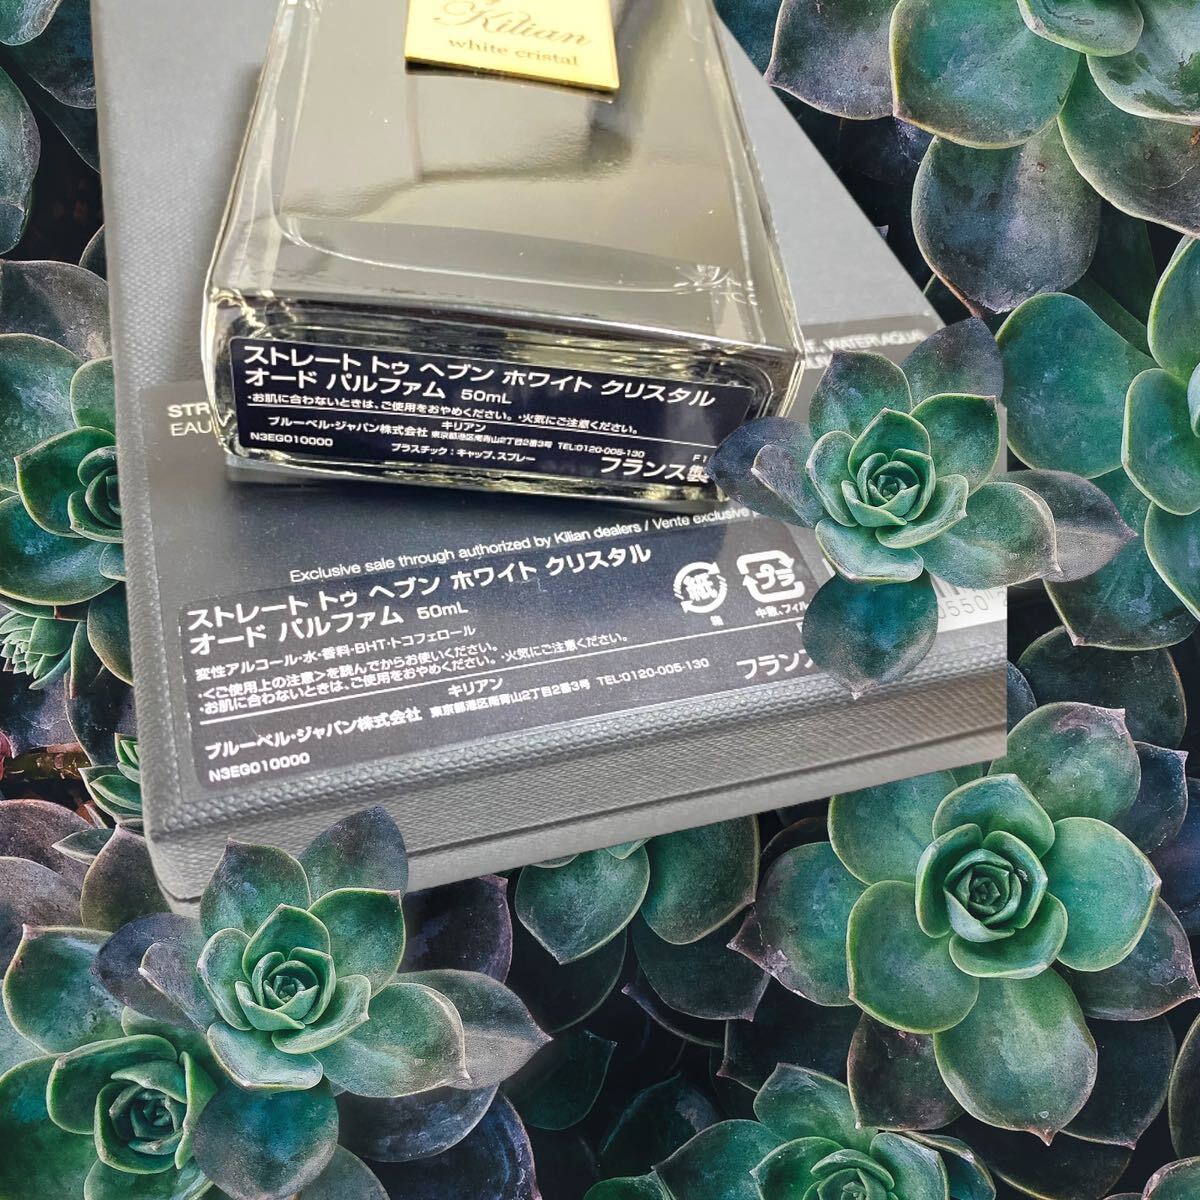 by
Kilian
white cristal
ストレート トゥ ヘブン ホワイト クリスタル
オード パルファム 50mL
・お肌に合わないときは、ご使用をおやめください。・火気にご注意ください。
キリアン
ブルーベル・ジャパン株式会社 東京都港区南青山2丁目2番3号 TEL:0120-005-130
N3EG010000
プラスチック:キャップ、スプレー
フランス製
WATER\AQUA
STR
EAU
Exclusive sale through authorized by Kilian dealers / Vente exclusive
ストレート トゥ ヘブン ホワイト クリスタル
オード パルファム 50mL
紙
プラ
変性アルコール・水・香料・BHT・トコフェロール
・<ご使用上の注意>を読んでからお使いください。
・お肌に合わないときは、ご使用をおやめください。・火気にご注意ください。
キリアン
ブルーベル・ジャパン株式会社 東京都港区南青山2丁目2番3号 TEL:0120-005-130
フランス
N3EG010000